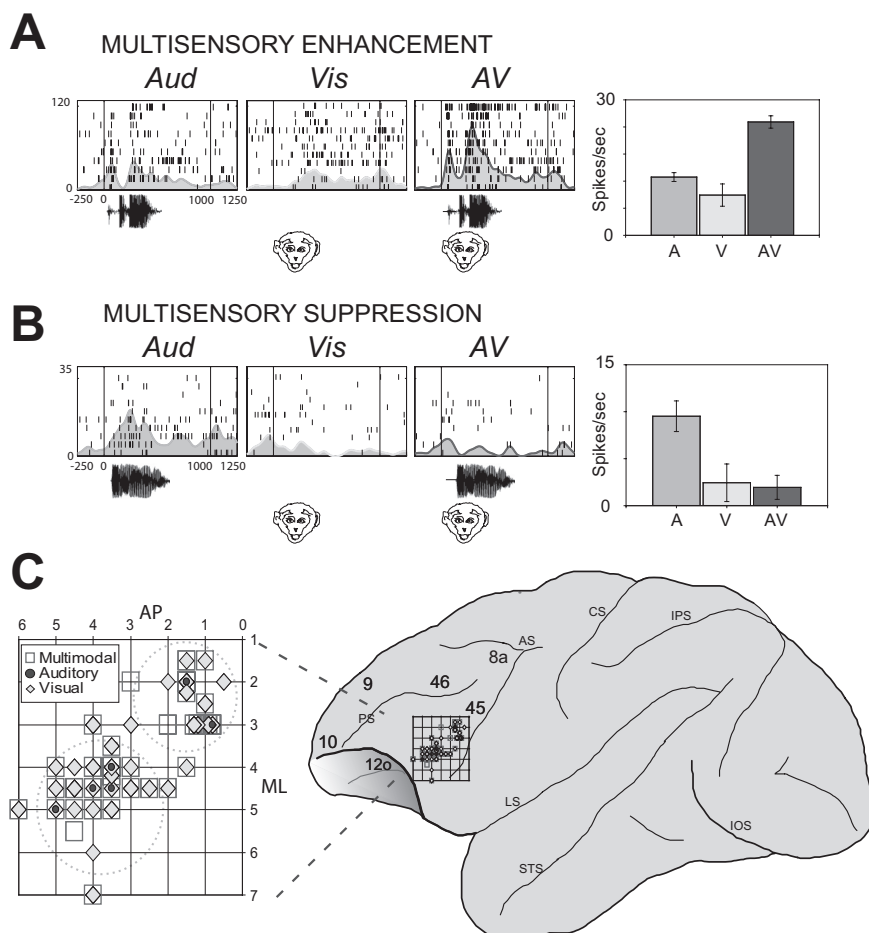 A
MULTISENSORY ENHANCEMENT
Aud Vis AV
120
0
-250 0 1000 1250
30
Spikes/sec
0
A V AV
B
MULTISENSORY SUPPRESSION
Aud Vis AV
35
0
-250 0 1000 1250
15
Spikes/sec
0
A V AV
C
AP
6 5 4 3 2 1 0
Multimodal
Auditory
Visual
1
2
3
4
ML
5
6
7
CS
IPS
AS
8a
9
46
45
PS
10
12o
LS
IOS
STS